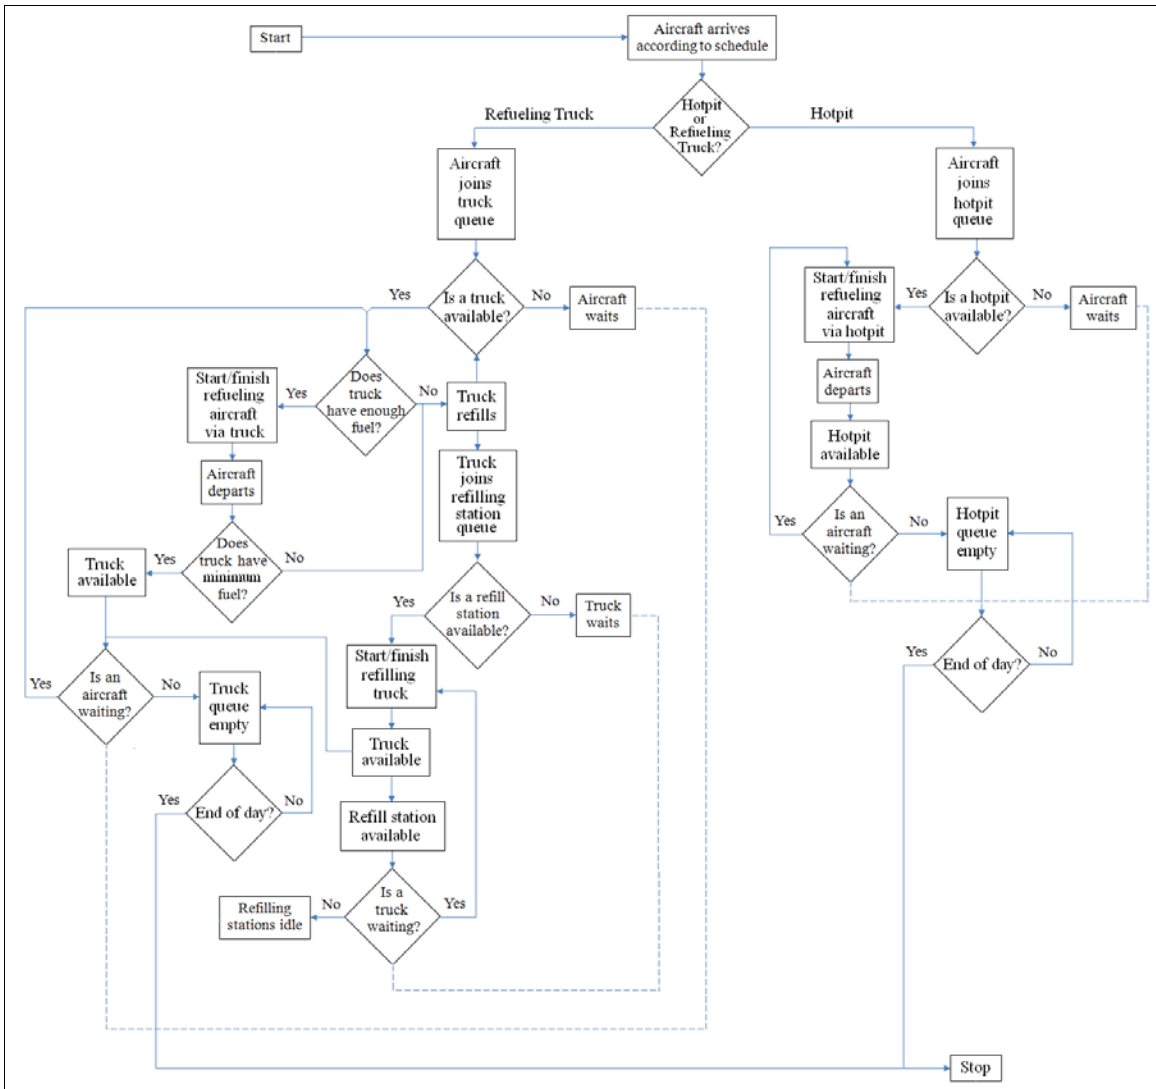 Start
Aircraft arrives
according to schedule
Hotpit
or
Refueling
Truck?
Refueling Truck
Hotpit
Aircraft
joins
truck
queue
Aircraft
joins
hotpit
queue
Is a truck
available?
Yes
No
Aircraft
waits
Start/finish
refueling
aircraft
via hotpit
Yes
Is a hotpit
available?
No
Aircraft
waits
Aircraft
departs
Hotpit
available
Is an
aircraft
waiting?
Yes
No
Hotpit
queue
empty
End of day?
Yes
No
Start/finish
refueling
aircraft
via truck
Yes
Does
truck
have enough
fuel?
No
Truck
refills
Aircraft
departs
Truck
joins
refilling
station
queue
Does
truck have
minimum
fuel?
Yes
No
Truck
available
Is a refill
station
available?
Yes
No
Truck
waits
Is an
aircraft
waiting?
Yes
No
Truck
queue
empty
Start/finish
refilling
truck
Truck
available
End of day?
Yes
No
Refill station
available
Is a
truck
waiting?
No
Yes
Refilling
stations idle
Stop